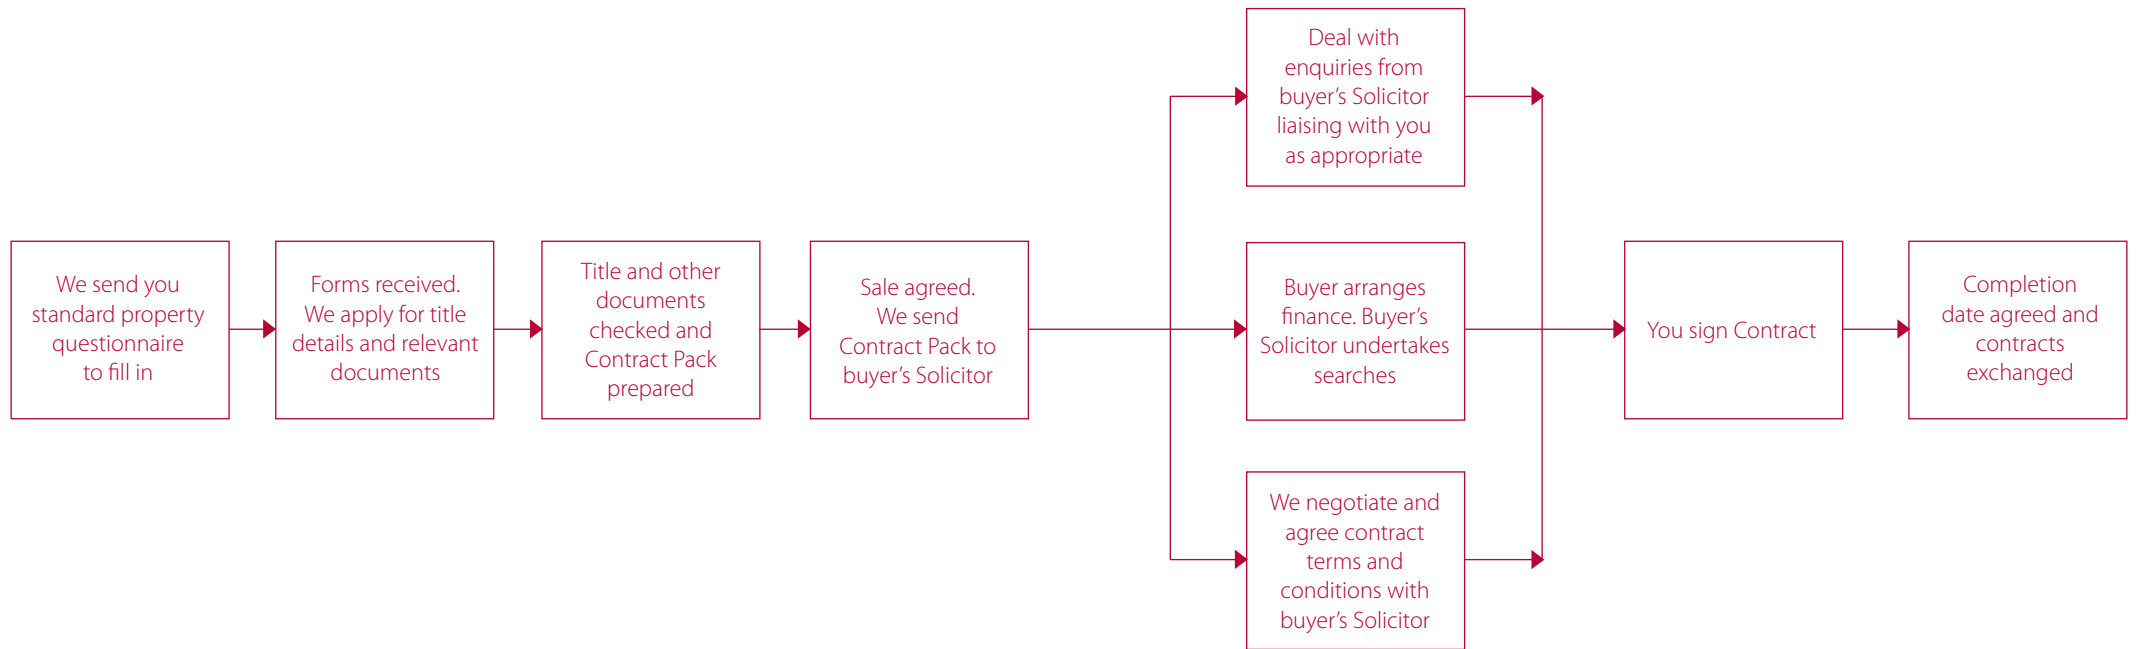 We send you
standard property
questionnaire
to fill in
Forms received.
We apply for title
details and relevant
documents
Title and other
documents
checked and
Contract Pack
prepared
Sale agreed.
We send
Contract Pack to
buyer’s Solicitor
Deal with
enquiries from
buyer’s Solicitor
liaising with you
as appropriate
Buyer arranges
finance. Buyer’s
Solicitor undertakes
searches
We negotiate and
agree contract
terms and
conditions with
buyer’s Solicitor
You sign Contract
Completion
date agreed and
contracts
exchanged